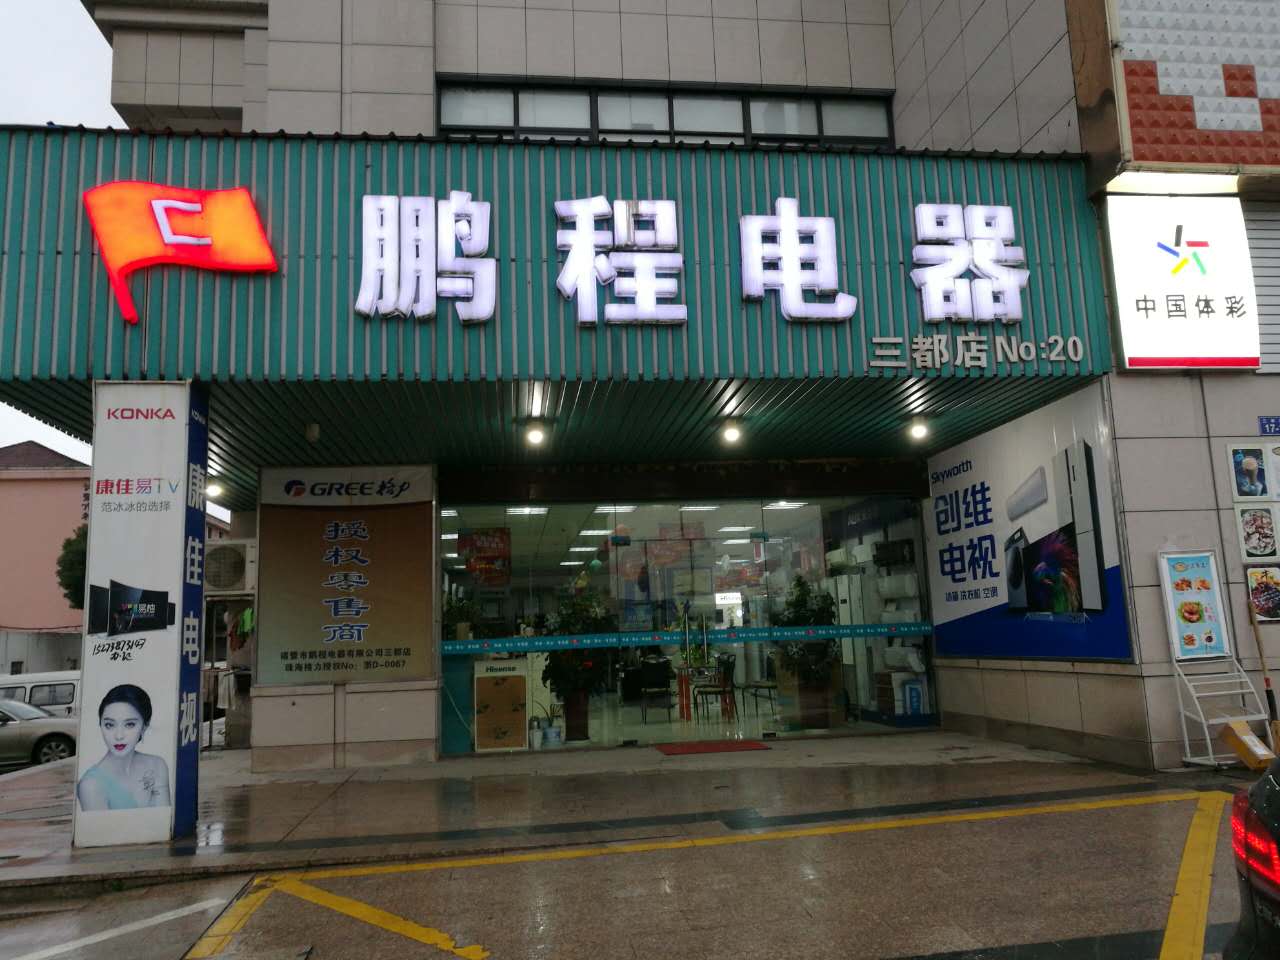 C
鹏程电器
三都店No:20
中国体彩
KONKA
康佳易TV
范冰冰的选择
易柚
康佳电视
GREE格力
授权零售商
诸暨市鹏程电器有限公司三都店
珠海格力授权No: 浙D-0067
Hisense
Skyworth
创维
电视
冰箱 洗衣机 空调
17-